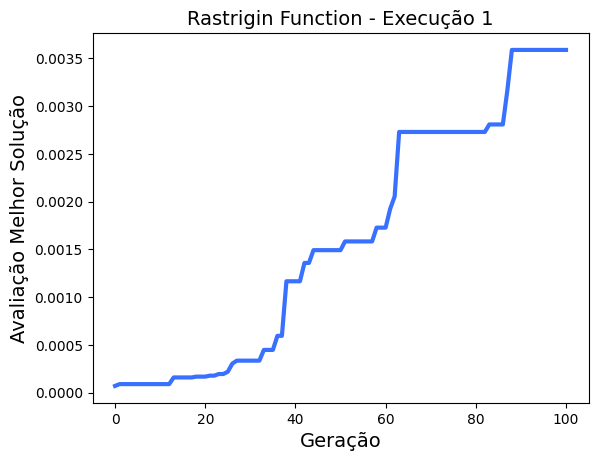 Rastrigin Function - Execução 1
Avaliação Melhor Solução
0.0035
0.0030
0.0025
0.0020
0.0015
0.0010
0.0005
0.0000
0 20 40 60 80 100
Geração